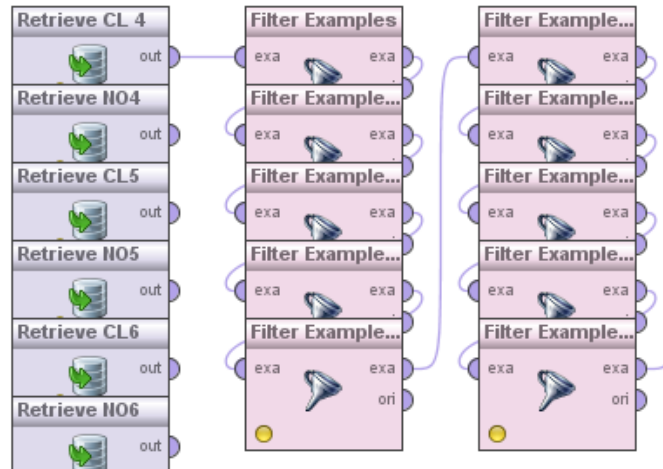 Retrieve CL 4
out
Retrieve NO4
out
Retrieve CL5
out
Retrieve NO5
out
Retrieve CL6
out
Retrieve NO6
out
Filter Examples
exa exa
Filter Example...
exa exa
Filter Example...
exa exa
Filter Example...
exa exa
Filter Example...
exa exa
ori
Filter Example...
exa exa
Filter Example...
exa exa
Filter Example...
exa exa
Filter Example...
exa exa
Filter Example...
exa exa
ori